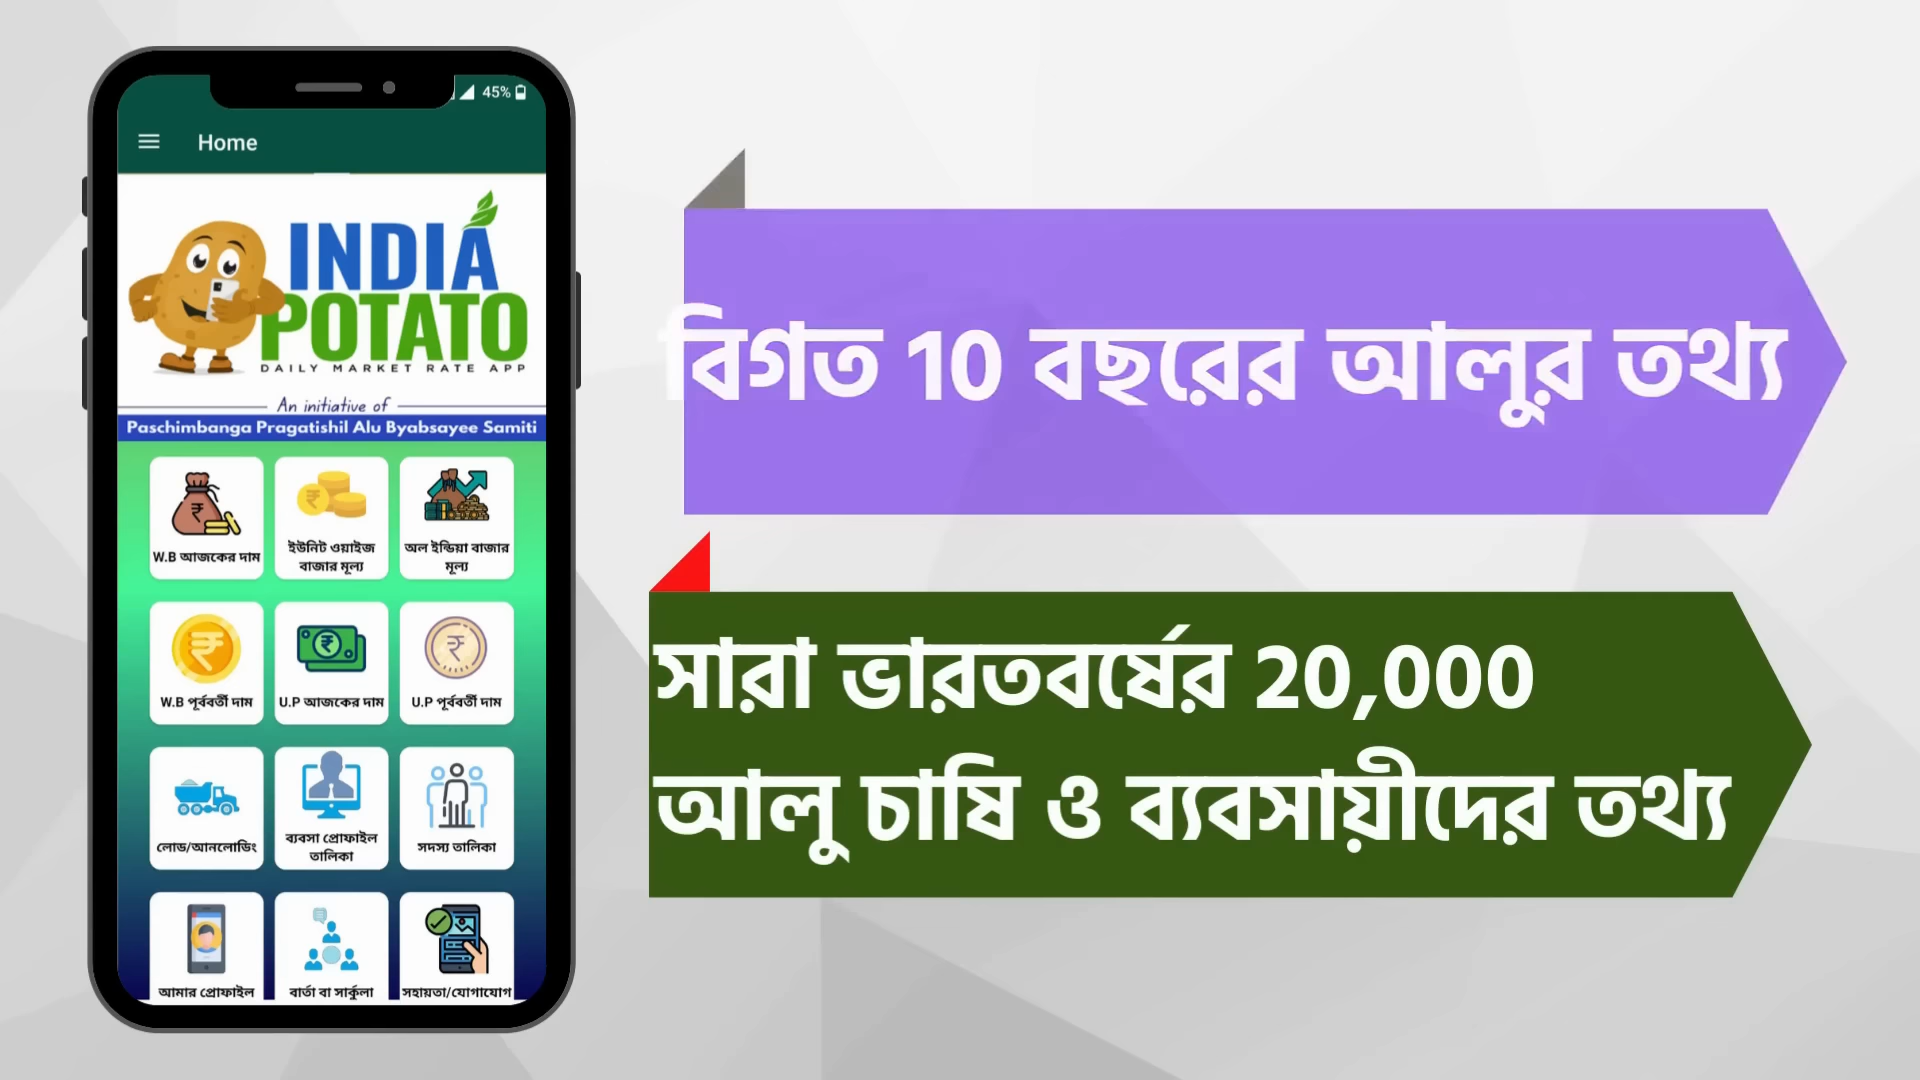 45%
Home
INDIA
POTATO
DAILY MARKET RATE APP
An initiative of
Paschimbanga Pragatishil Alu Byabsayee Samiti
W.B আজকের দাম
ইউনিট ওয়াইজ
বাজার মূল্য
অল ইন্ডিয়া বাজার
মূল্য
W.B পূর্ববর্তী দাম
U.P আজকের দাম
U.P পূর্ববর্তী দাম
লোড/আনলোডিং
ব্যবসা প্রোফাইল
তালিকা
সদস্য তালিকা
আমার প্রোফাইল
বার্তা বা সার্কুলা
সহায়তা/যোগাযোগ
বিগত 10 বছরের আলুর তথ্য
সারা ভারতবর্ষের 20,000
আলু চাষি ও ব্যবসায়ীদের তথ্য